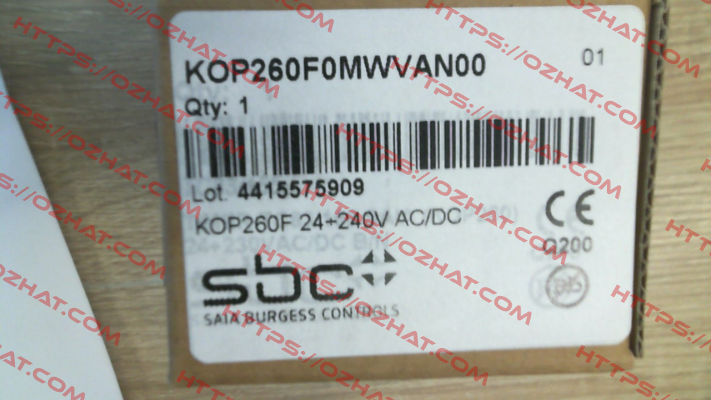 KOP260F0MWVAN00
01
Qty: 1
Lot. 4415575909
KOP260F 24÷240V AC/DC
CE
Q200
sbc
SAIA BURGESS CONTROLS
HTTPS://OZHAT.COM